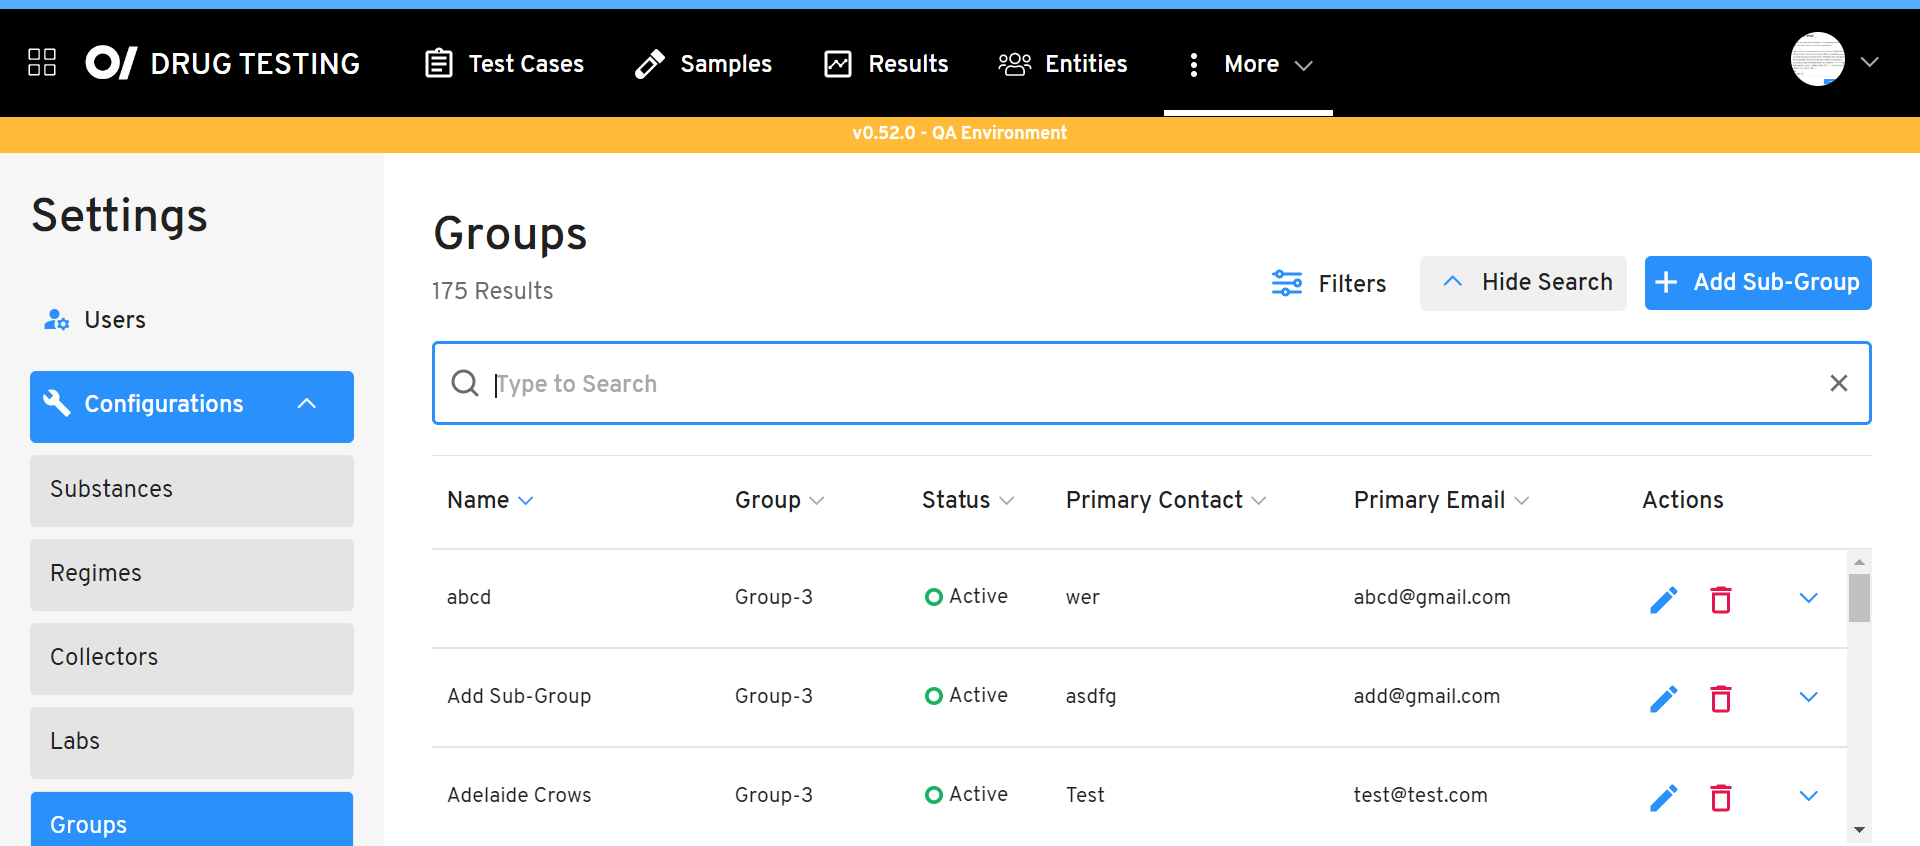 DRUG TESTING Test Cases Samples Results Entities More
v0.52.0 - QA Environment
Settings
Users
Configurations
Substances
Regimes
Collectors
Labs
Groups
Groups
175 Results
Filters Hide Search Add Sub-Group
Type to Search
Name Group Status Primary Contact Primary Email Actions
abcd Group-3 Active wer abcd@gmail.com
Add Sub-Group Group-3 Active asdfg add@gmail.com
Adelaide Crows Group-3 Active Test test@test.com